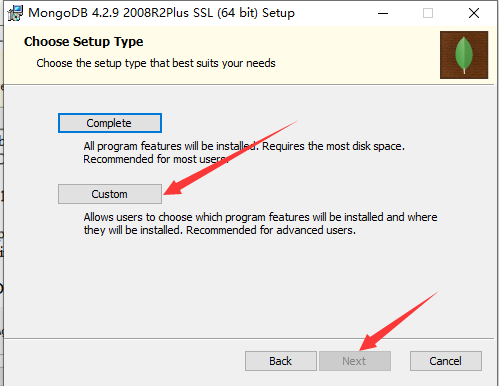 MongoDB 4.2.9 2008R2Plus SSL (64 bit) Setup
Choose Setup Type
Choose the setup type that best suits your needs
Complete
All program features will be installed. Requires the most disk space.
Recommended for most users.
Custom
Allows users to choose which program features will be installed and where
they will be installed. Recommended for advanced users.
Back
Next
Cancel